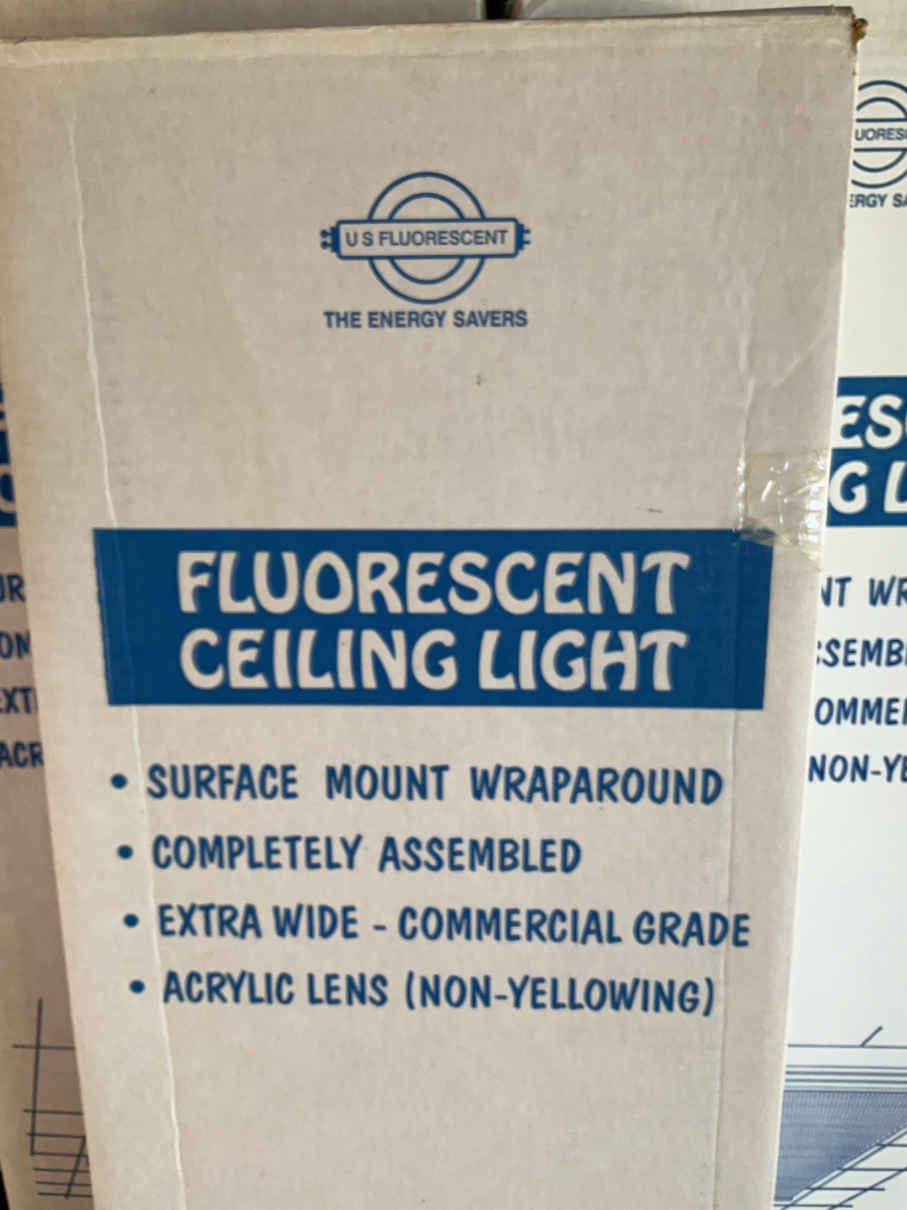 U S FLUORESCENT
THE ENERGY SAVERS
FLUORESCENT
CEILING LIGHT
• SURFACE MOUNT WRAPAROUND
• COMPLETELY ASSEMBLED
• EXTRA WIDE - COMMERCIAL GRADE
• ACRYLIC LENS (NON-YELLOWING)